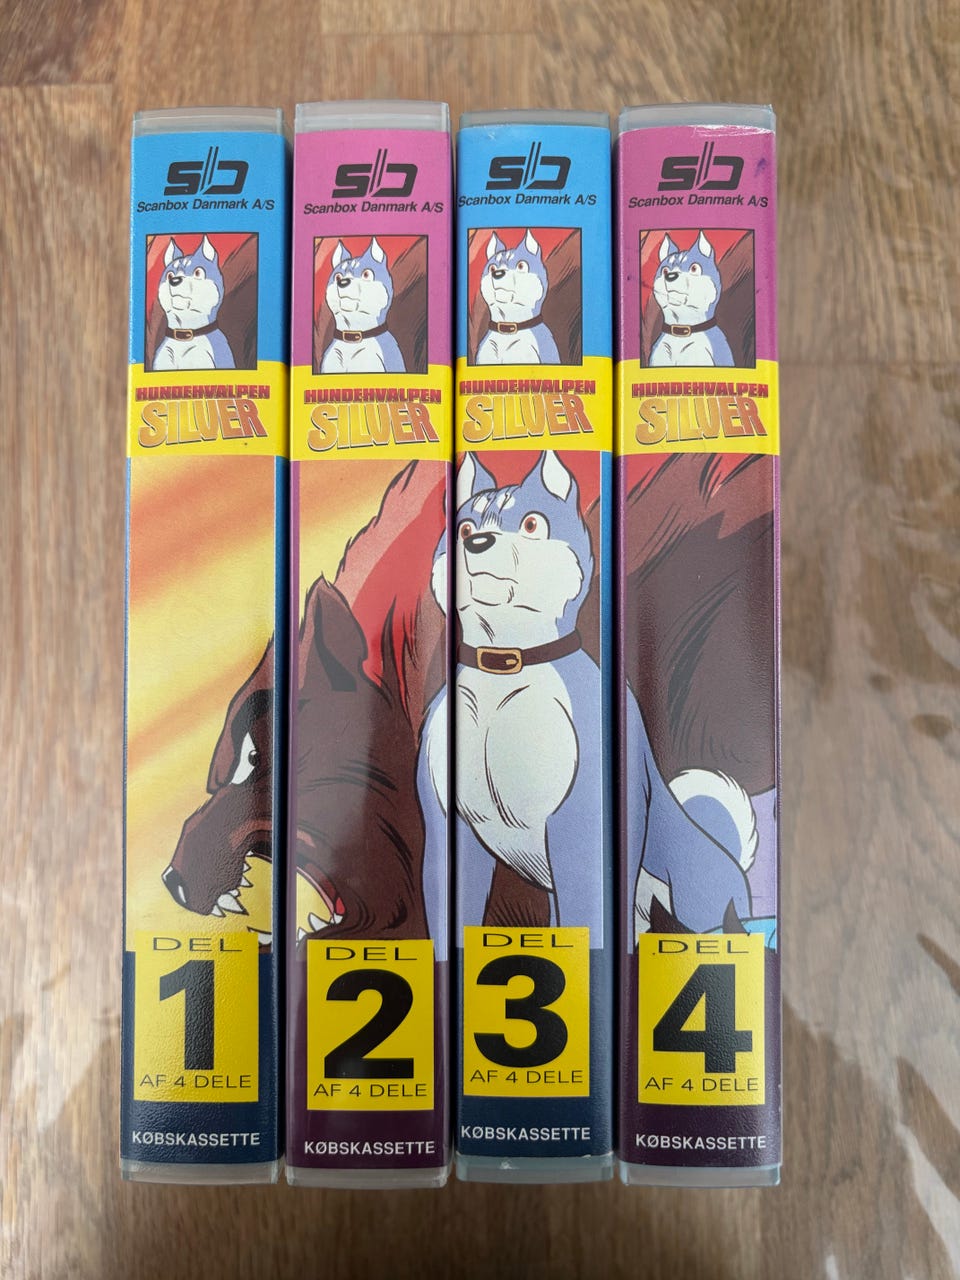 sb
Scanbox Danmark A/S
HUNDEHVALPEN
SILVER
DEL
1
AF 4 DELE
KØBSKASSETTE
sb
Scanbox Danmark A/S
HUNDEHVALPEN
SILVER
DEL
2
AF 4 DELE
KØBSKASSETTE
sb
Scanbox Danmark A/S
HUNDEHVALPEN
SILVER
DEL
3
AF 4 DELE
KØBSKASSETTE
sb
Scanbox Danmark A/S
HUNDEHVALPEN
SILVER
DEL
4
AF 4 DELE
KØBSKASSETTE